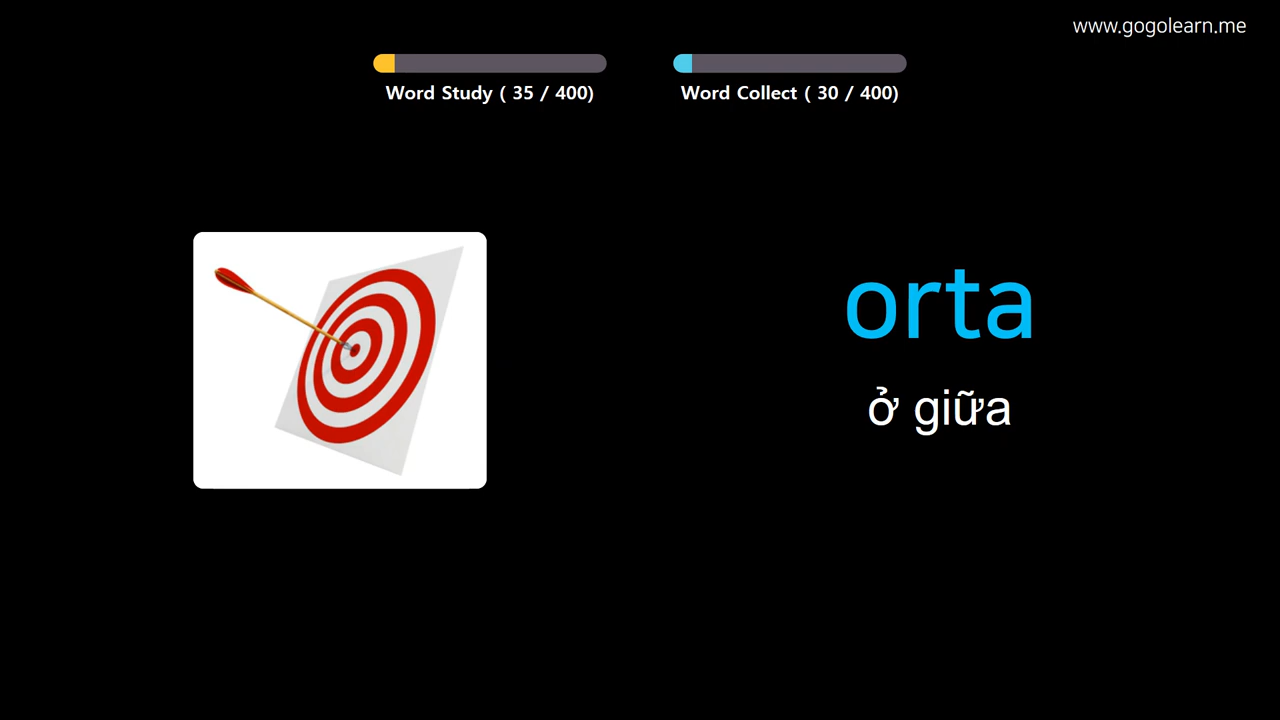 www.gogolearn.me
Word Study ( 35 / 400)
Word Collect ( 30 / 400)
orta
ở giữa